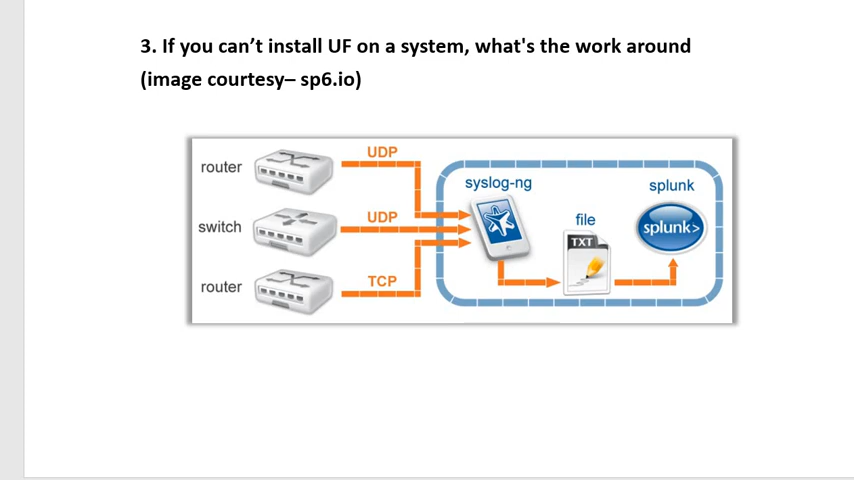 3. If you can’t install UF on a system, what's the work around
(image courtesy– sp6.io)
UDP
router
syslog-ng
splunk
UDP
switch
file
TXT
splunk>
TCP
router